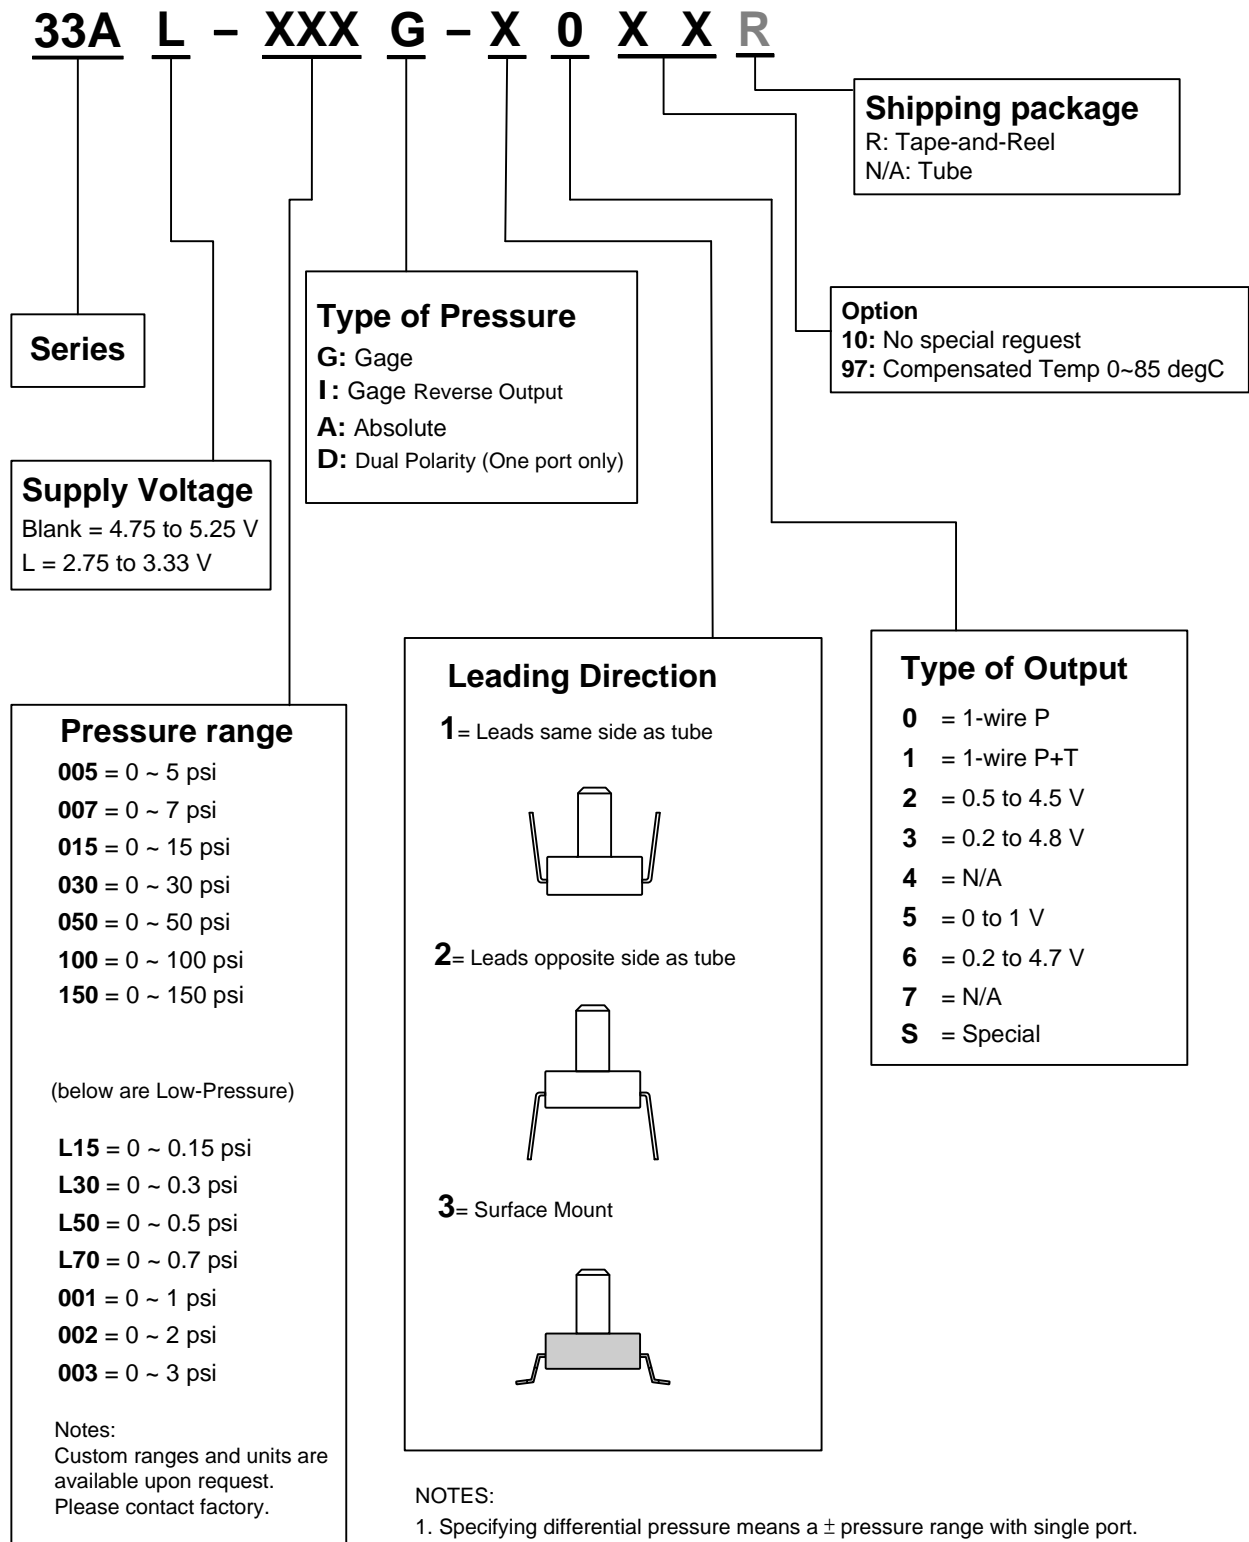 33A L – XXX G – X 0 X X R
Shipping package
R: Tape-and-Reel
N/A: Tube
Option
10: No special reguest
97: Compensated Temp 0~85 degC
Type of Pressure
G: Gage
I: Gage Reverse Output
A: Absolute
D: Dual Polarity (One port only)
Series
Supply Voltage
Blank = 4.75 to 5.25 V
L = 2.75 to 3.33 V
Pressure range
005 = 0 ~ 5 psi
007 = 0 ~ 7 psi
015 = 0 ~ 15 psi
030 = 0 ~ 30 psi
050 = 0 ~ 50 psi
100 = 0 ~ 100 psi
150 = 0 ~ 150 psi
(below are Low-Pressure)
L15 = 0 ~ 0.15 psi
L30 = 0 ~ 0.3 psi
L50 = 0 ~ 0.5 psi
L70 = 0 ~ 0.7 psi
001 = 0 ~ 1 psi
002 = 0 ~ 2 psi
003 = 0 ~ 3 psi
Notes:
Custom ranges and units are
available upon request.
Please contact factory.
Leading Direction
1= Leads same side as tube
2= Leads opposite side as tube
3= Surface Mount
Type of Output
0 = 1-wire P
1 = 1-wire P+T
2 = 0.5 to 4.5 V
3 = 0.2 to 4.8 V
4 = N/A
5 = 0 to 1 V
6 = 0.2 to 4.7 V
7 = N/A
S = Special
NOTES:
1. Specifying differential pressure means a ± pressure range with single port.